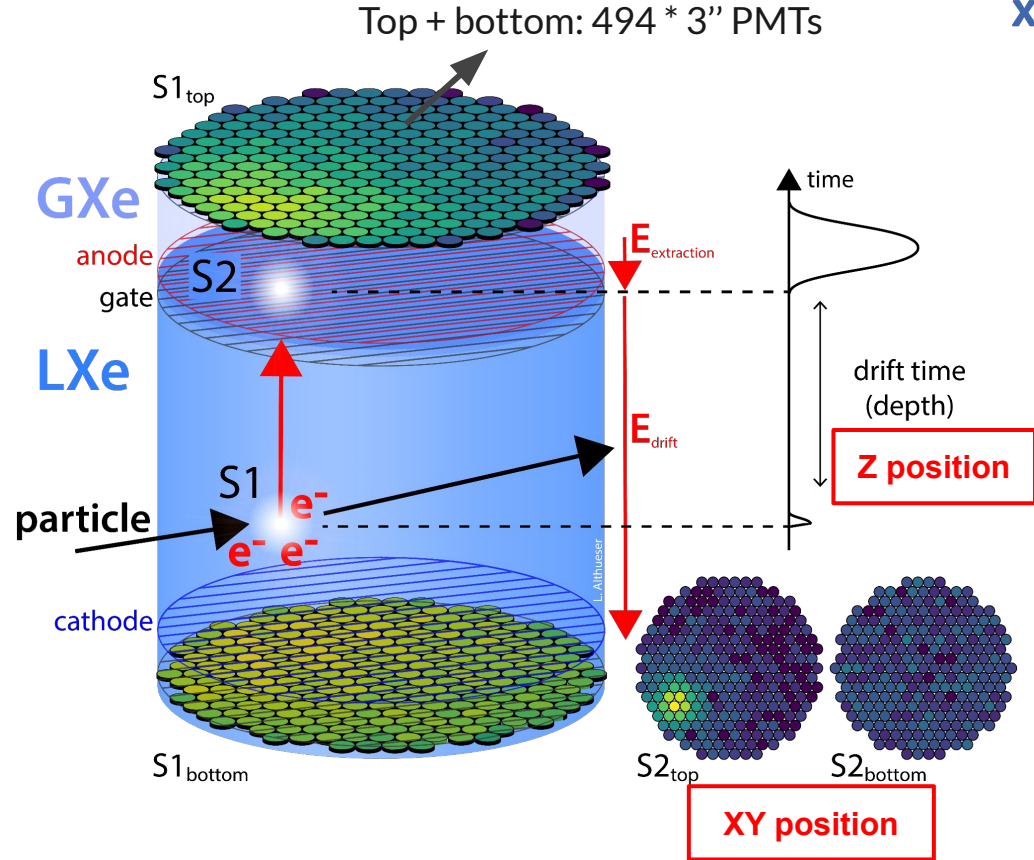 Top + bottom: 494 * 3’’ PMTs
x
S1top
GXe
time
anode
Eextraction
S2
gate
LXe
drift time
(depth)
Edrift
Z position
S1
e-
particle
e- e-
L. Althueser
cathode
S1bottom
S2top
S2bottom
XY position